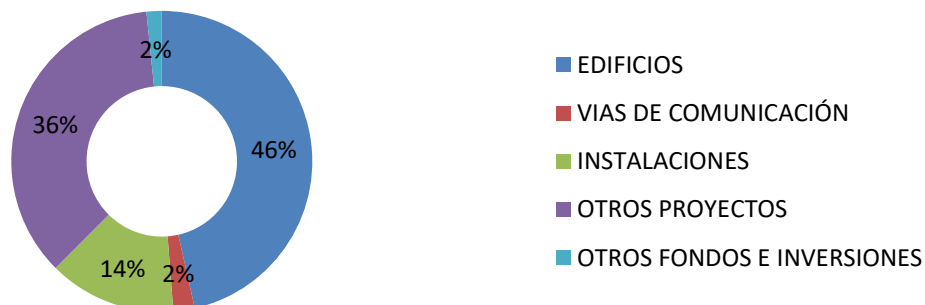 2%
36%
46%
14%
2%
EDIFICIOS
VIAS DE COMUNICACIÓN
INSTALACIONES
OTROS PROYECTOS
OTROS FONDOS E INVERSIONES